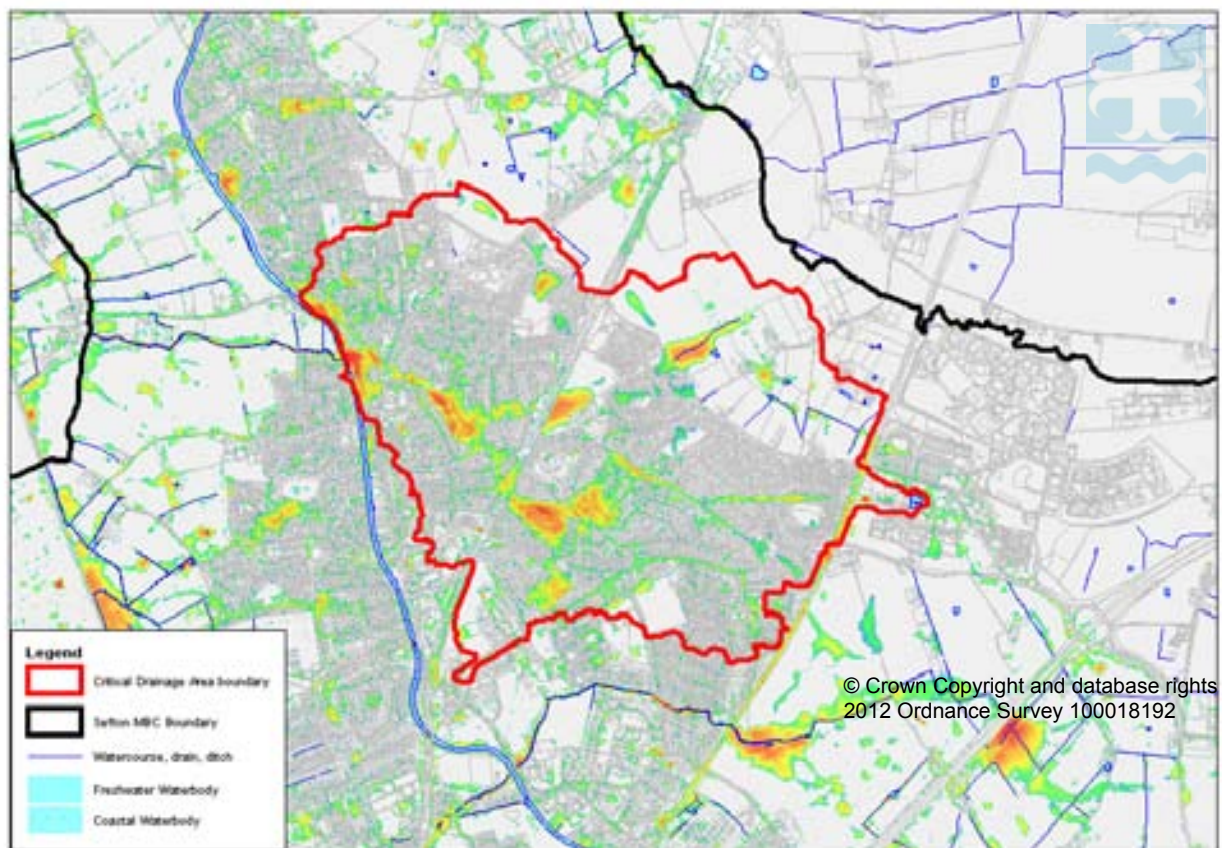 © Crown Copyright and database rights
2012 Ordnance Survey 100018192
Legend
Critical Drainage Area boundary
Sefton MBC Boundary
Watercourse, drain, ditch
Freshwater Waterbody
Coastal Waterbody